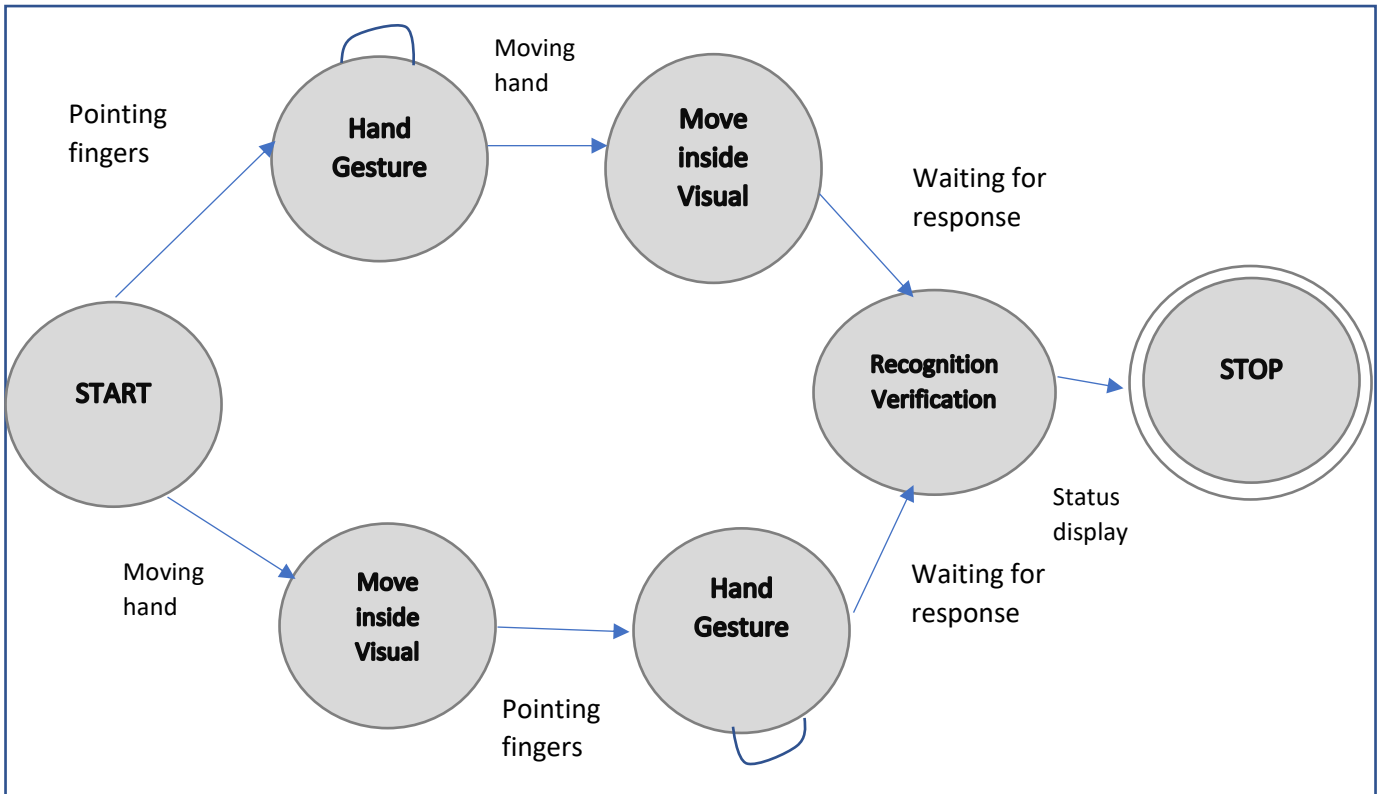 Pointing
fingers
Hand
Gesture
Moving
hand
Move
inside
Visual
Waiting for
response
START
Recognition
Verification
STOP
Status
display
Moving
hand
Move
inside
Visual
Pointing
fingers
Hand
Gesture
Waiting for
response